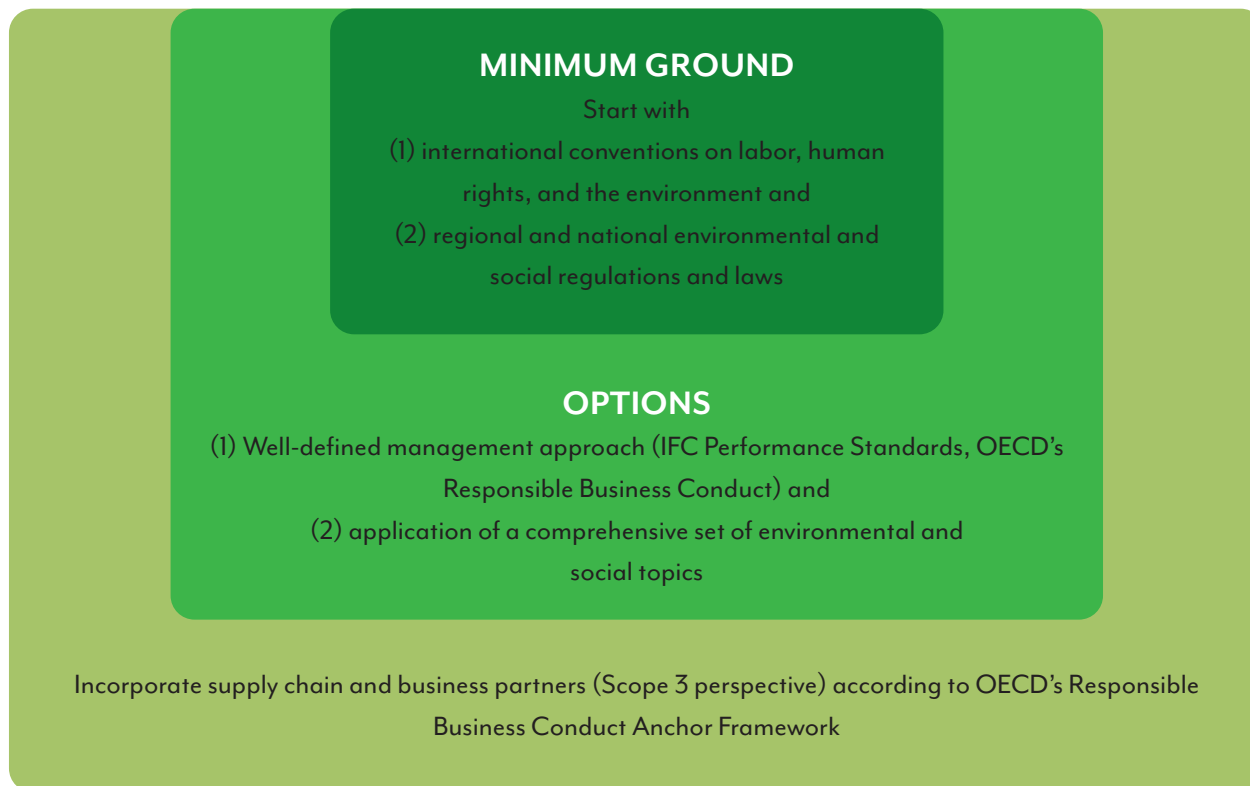 MINIMUM GROUND
Start with
(1) international conventions on labor, human
rights, and the environment and
(2) regional and national environmental and
social regulations and laws
OPTIONS
(1) Well-defined management approach (IFC Performance Standards, OECD’s
Responsible Business Conduct) and
(2) application of a comprehensive set of environmental and
social topics
Incorporate supply chain and business partners (Scope 3 perspective) according to OECD’s Responsible
Business Conduct Anchor Framework